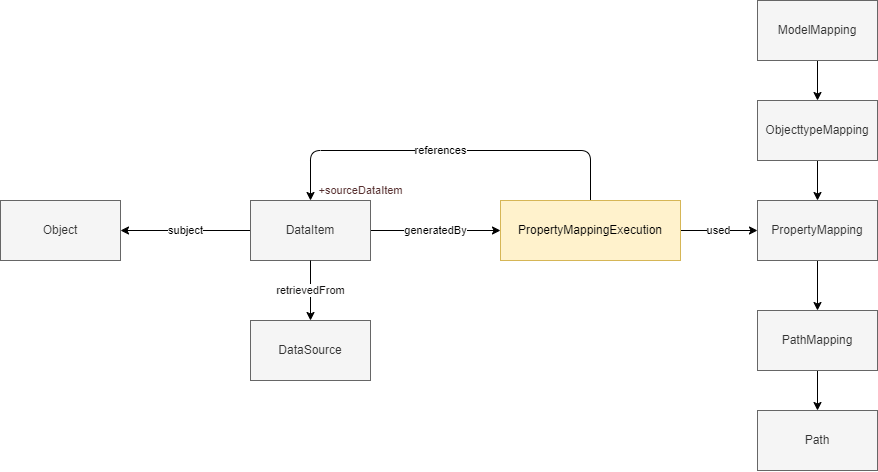 ModelMapping
ObjecttypeMapping
references
+sourceDataItem
Object
subject
DataItem
generatedBy
PropertyMappingExecution
used
PropertyMapping
retrievedFrom
DataSource
PathMapping
Path